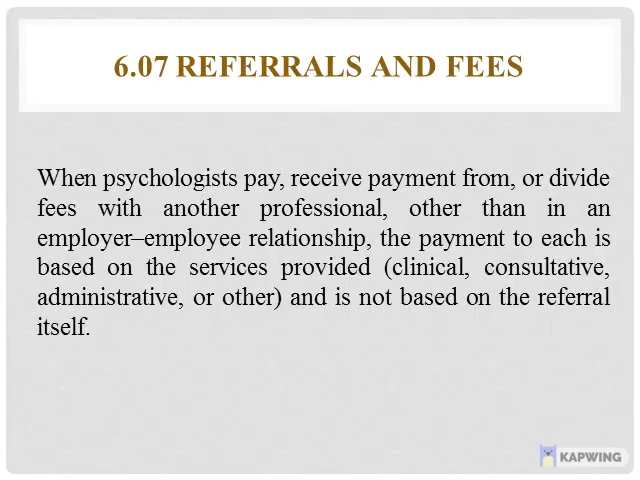 6.07 REFERRALS AND FEES
When psychologists pay, receive payment from, or divide
fees with another professional, other than in an
employer–employee relationship, the payment to each is
based on the services provided (clinical, consultative,
administrative, or other) and is not based on the referral
itself.
KAPWING